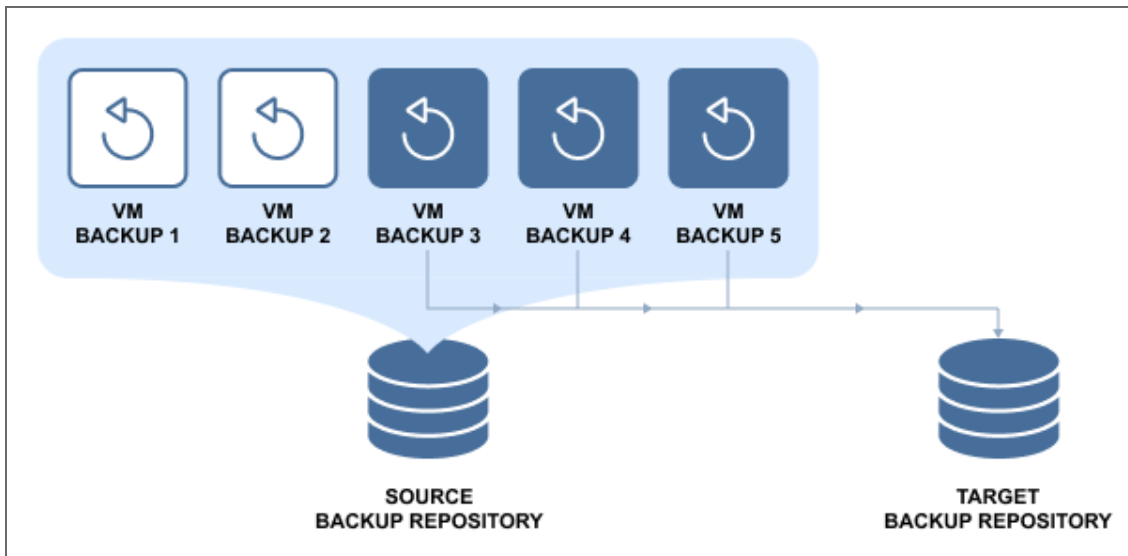 VM
BACKUP 1
VM
BACKUP 2
VM
BACKUP 3
VM
BACKUP 4
VM
BACKUP 5
SOURCE
BACKUP REPOSITORY
TARGET
BACKUP REPOSITORY